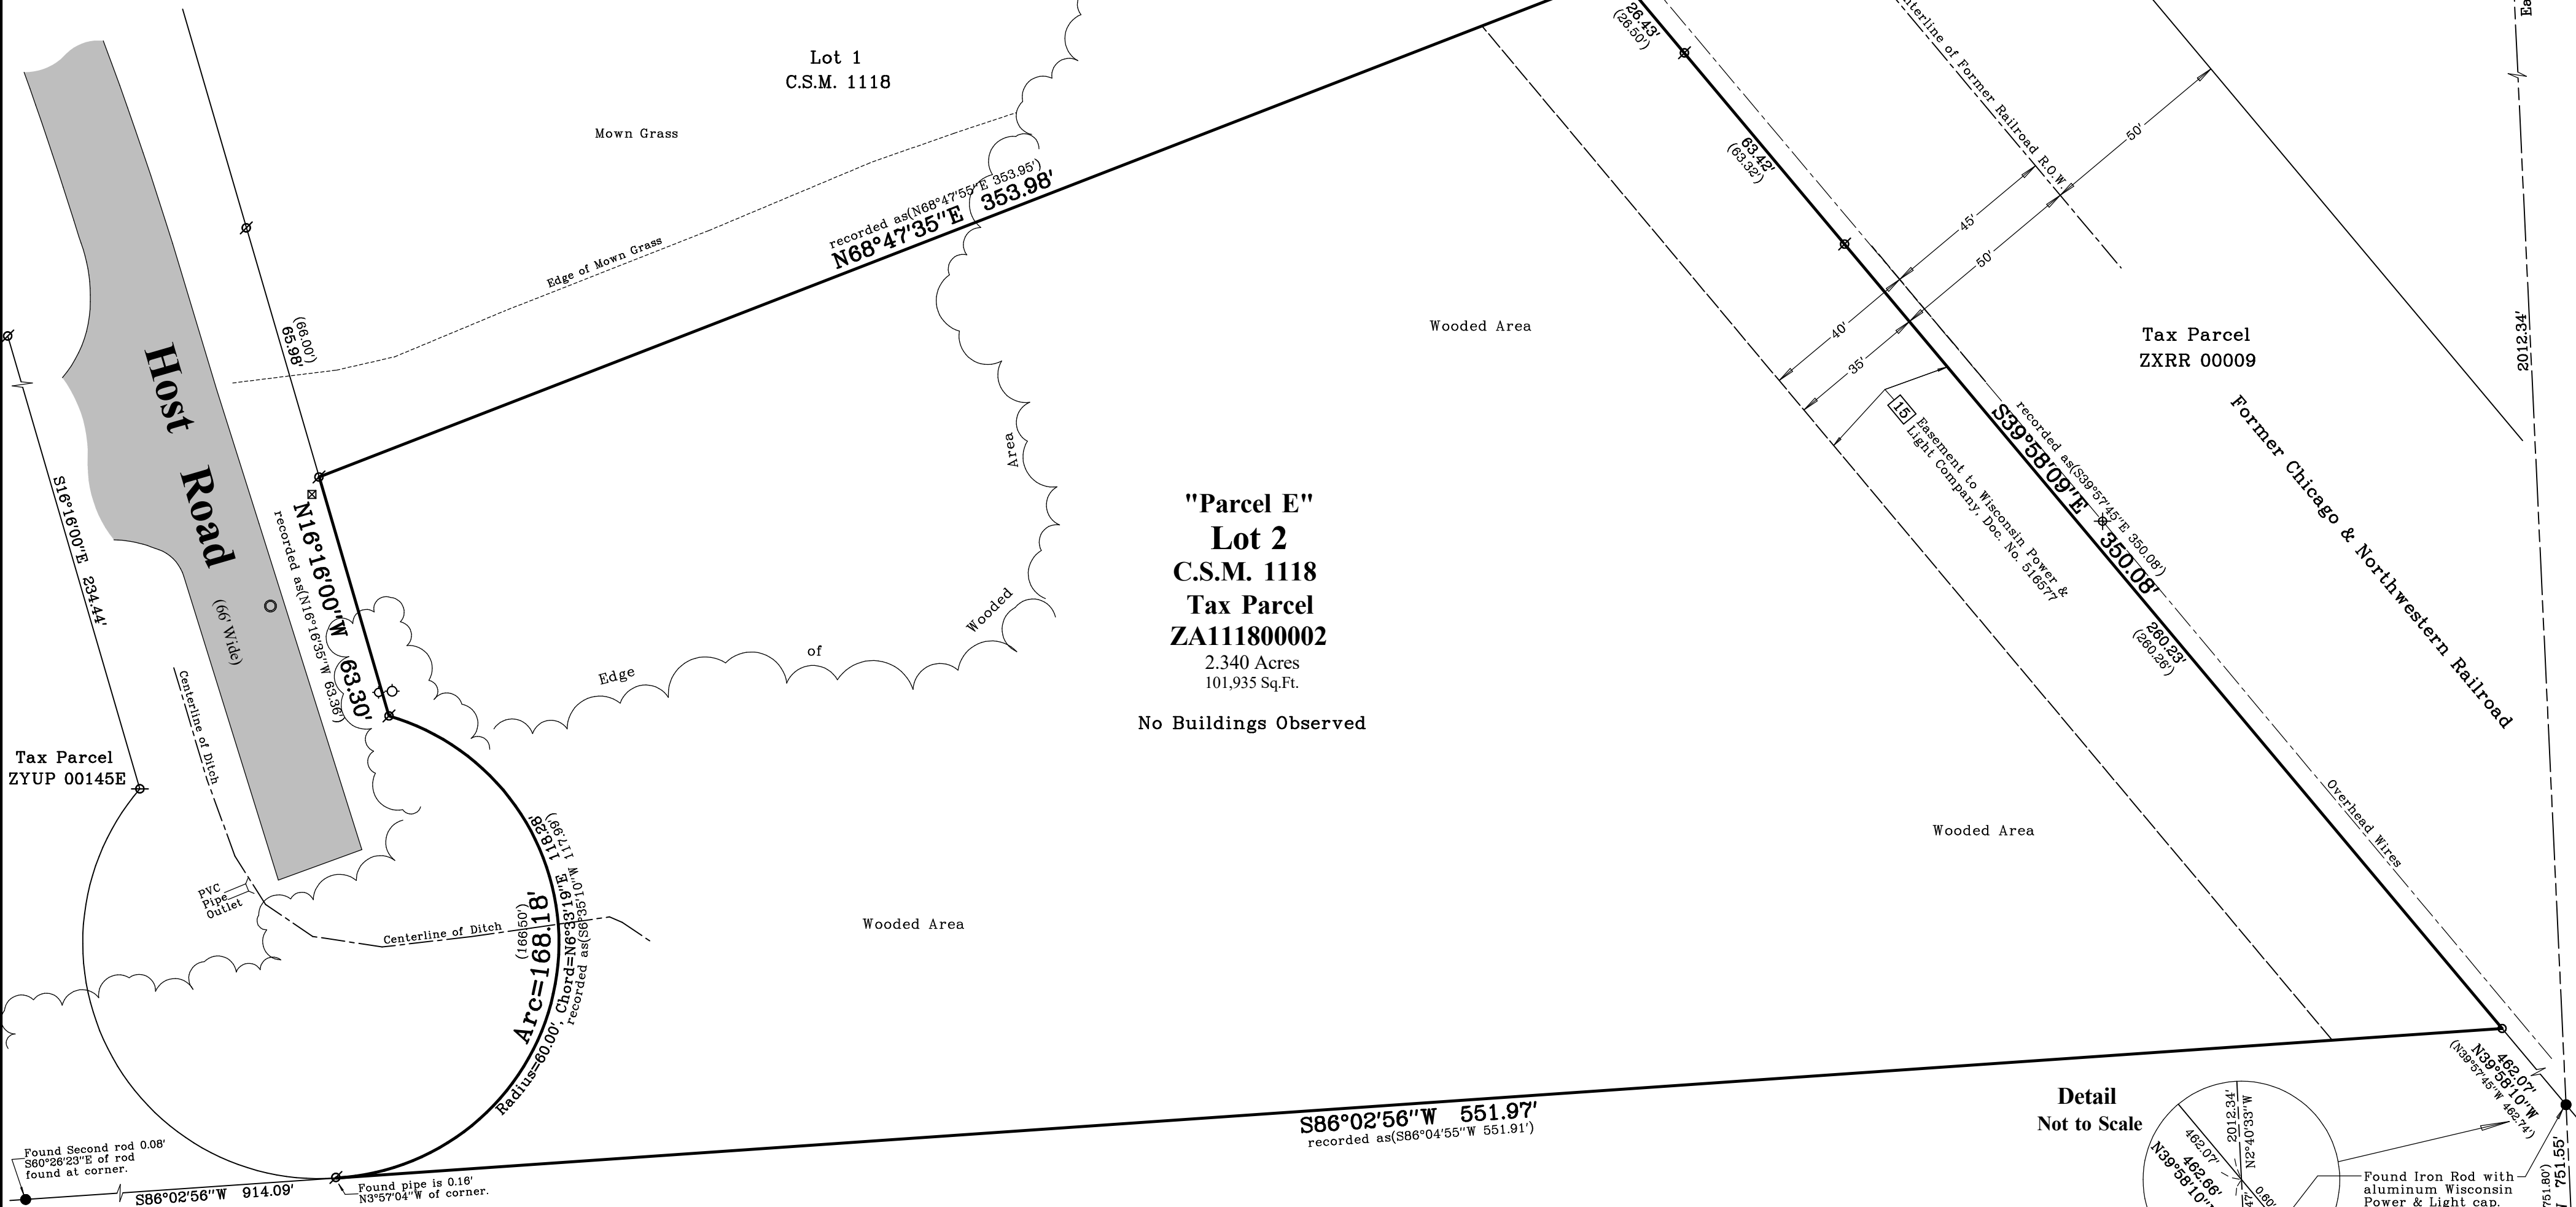 Lot 1
C.S.M. 1118
Mown Grass
Edge of Mown Grass
recorded as(N68°47'55"E 353.95')
N68°47'35"E 353.98'
(66.00')
65.98'
Host Road
(66' Wide)
S16°16'00"E 234.44'
N16°16'00"W 63.30'
recorded as(N16°16'35"W 63.36')
Centerline of Ditch
Tax Parcel
ZYUP 00145E
PVC
Pipe
Outlet
Centerline of Ditch
Edge of Wooded Area
Wooded Area
"Parcel E"
Lot 2
C.S.M. 1118
Tax Parcel
ZA111800002
2.340 Acres
101,935 Sq.Ft.
No Buildings Observed
Wooded Area
Wooded Area
(166.50')
Arc=168.18'
Radius=60.00', Chord=N6°33'19"E 118.28'
recorded as(S6°35'10"W 117.99')
26.43'
(26.50')
63.42'
(63.32')
Centerline of Former Railroad R.O.W.
50'
45'
50'
40'
35'
15
Easement to Wisconsin Power &
Light Company, Doc. No. 516577
recorded as(S39°57'45"E 350.08')
S39°58'09"E 350.08'
260.23'
(260.26')
Tax Parcel
ZXRR 00009
Former Chicago & Northwestern Railroad
2012.34'
Overhead Wires
462.07'
N39°58'10"W
(N39°57'45"W 462.74')
S86°02'56"W 551.97'
recorded as(S86°04'55"W 551.91')
Found Second rod 0.08'
S60°26'23"E of rod
found at corner.
S86°02'56"W 914.09'
Found pipe is 0.16'
N3°57'04"W of corner.
Detail
Not to Scale
2012.34'
N2°40'33"W
462.07'
462.66'
N39°58'10"
0.60'
Found Iron Rod with
aluminum Wisconsin
Power & Light cap.
751.55'
751.80')